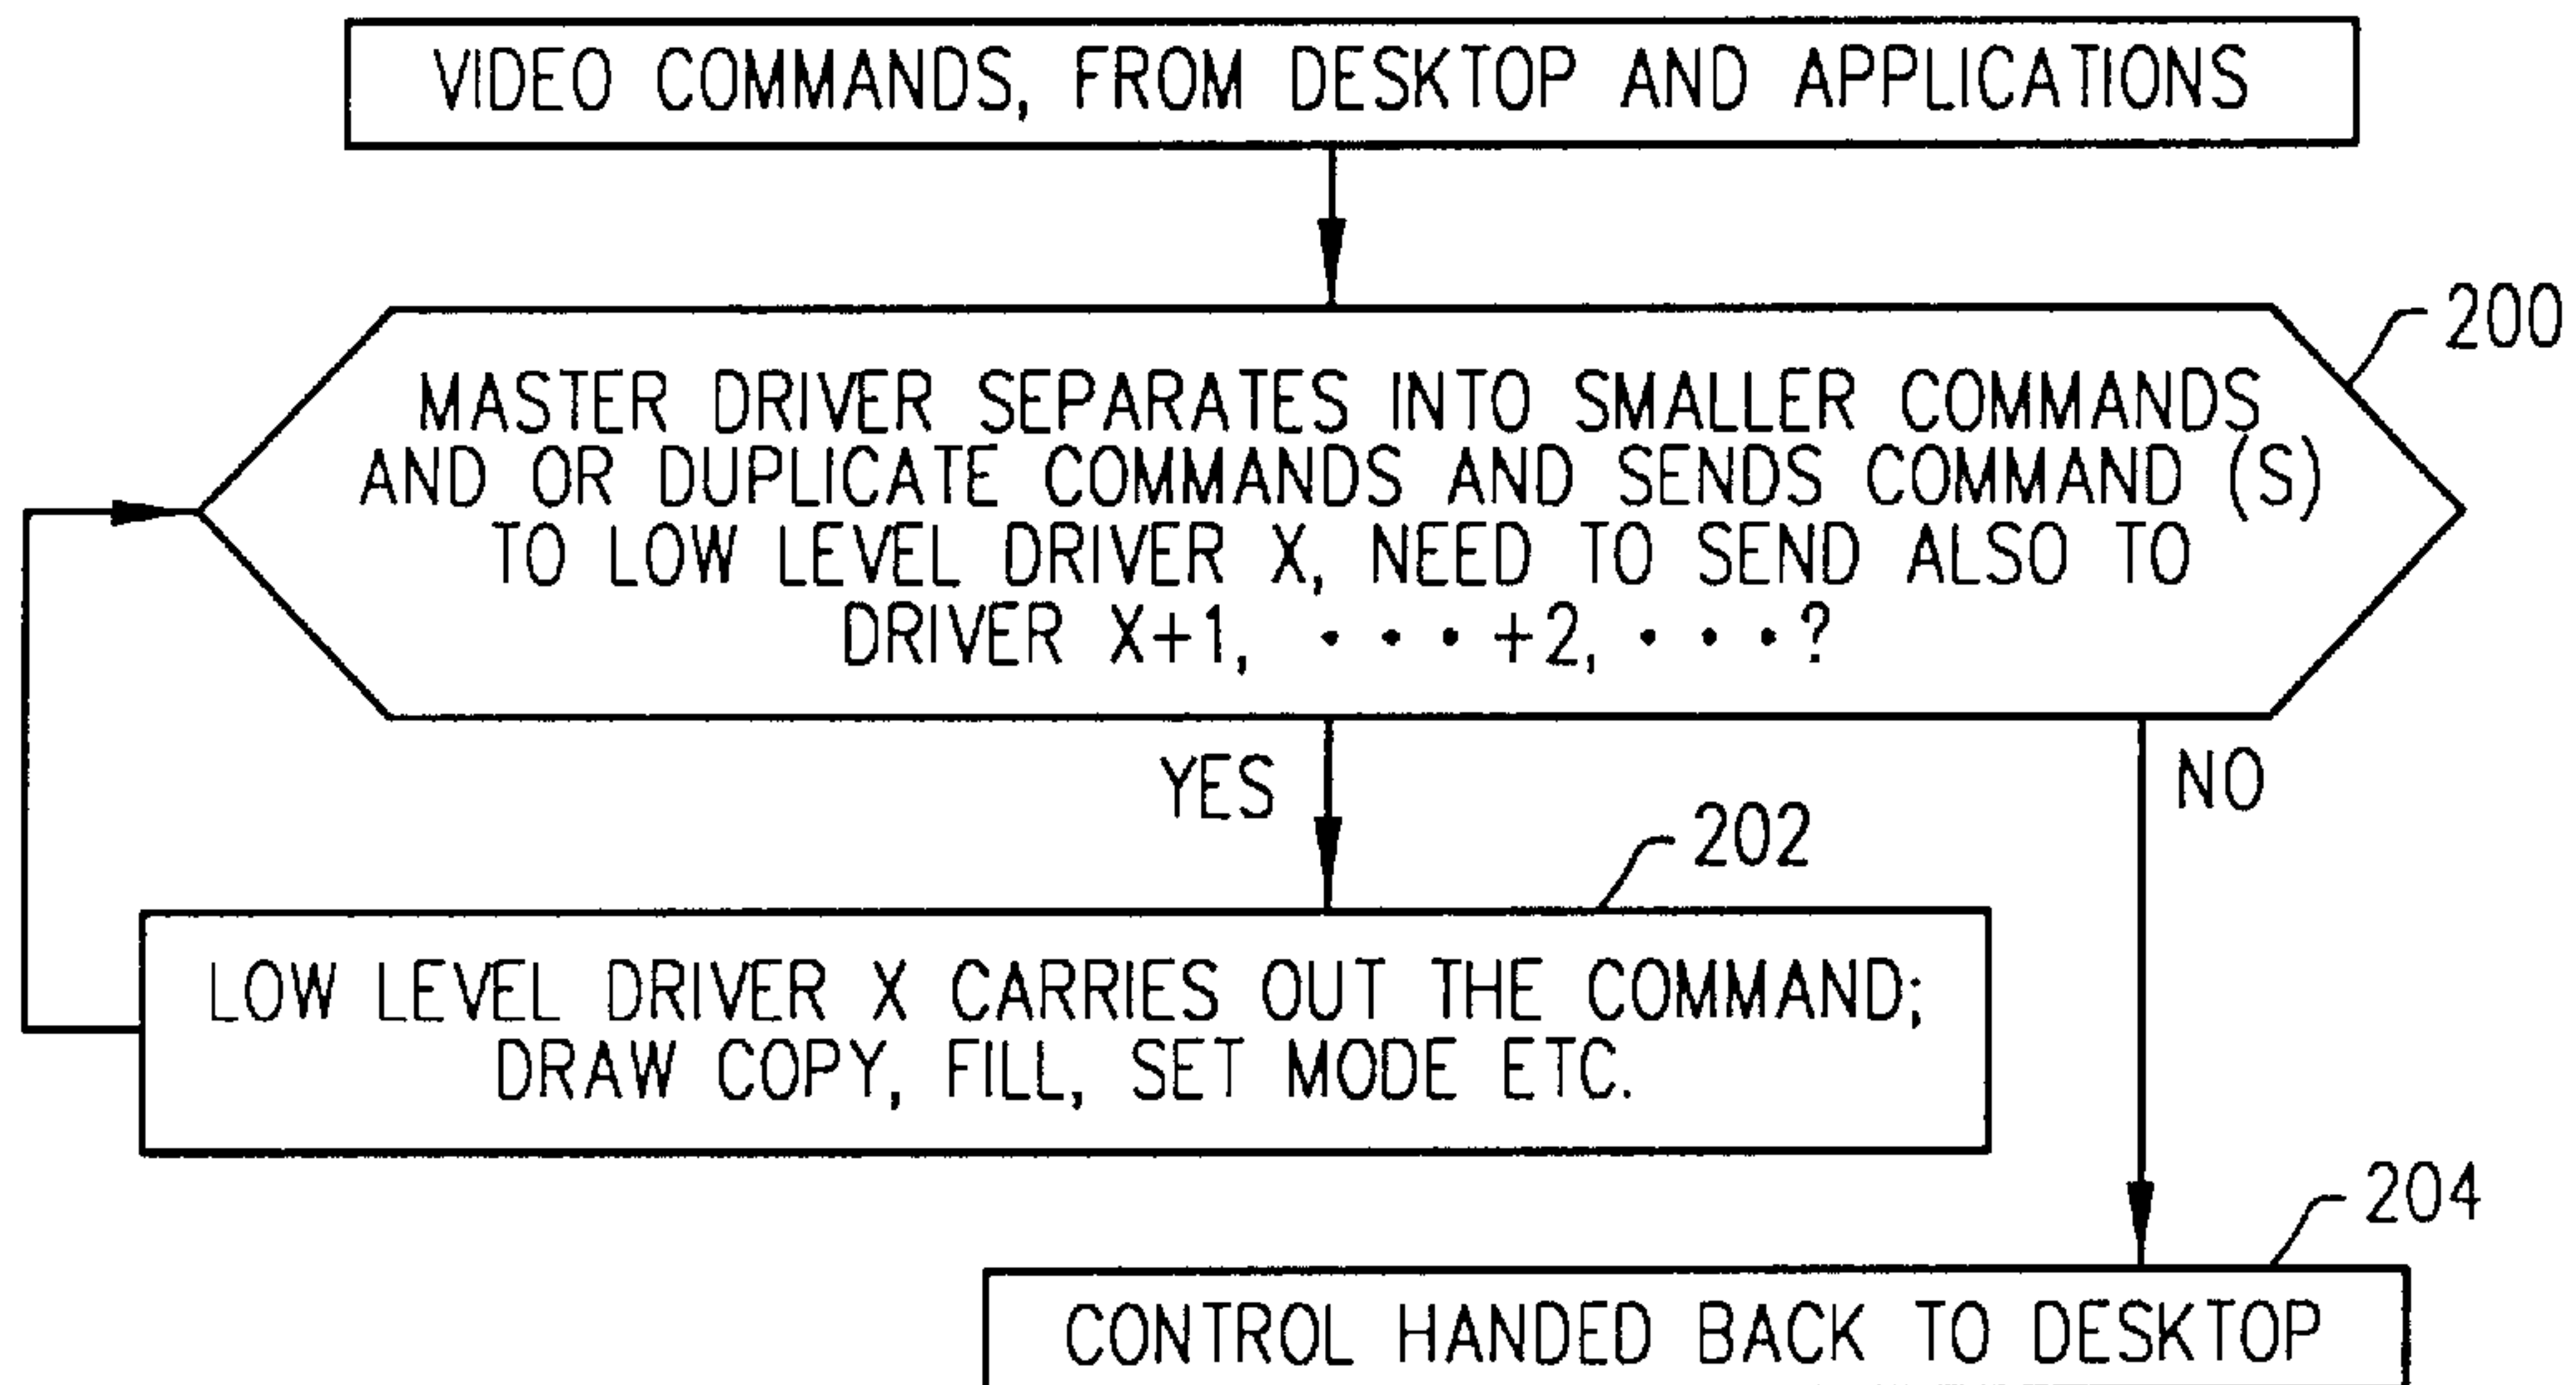 VIDEO COMMANDS, FROM DESKTOP AND APPLICATIONS
200
MASTER DRIVER SEPARATES INTO SMALLER COMMANDS
AND OR DUPLICATE COMMANDS AND SENDS COMMAND (S)
TO LOW LEVEL DRIVER X, NEED TO SEND ALSO TO
DRIVER X+1, • • • +2, • • • ?
YES
NO
202
LOW LEVEL DRIVER X CARRIES OUT THE COMMAND;
DRAW COPY, FILL, SET MODE ETC.
204
CONTROL HANDED BACK TO DESKTOP